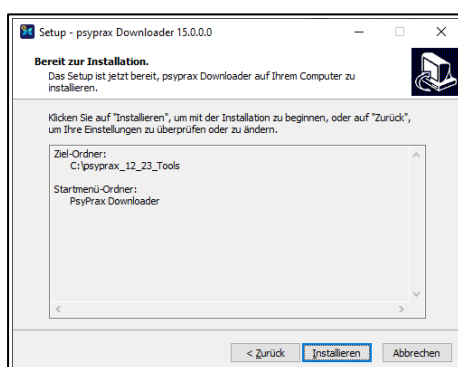 Setup - psyprax Downloader 15.0.0.0
Bereit zur Installation.
Das Setup ist jetzt bereit, psyprax Downloader auf Ihrem Computer zu
installieren.
Klicken Sie auf "Installieren", um mit der Installation zu beginnen, oder auf "Zurück",
um Ihre Einstellungen zu überprüfen oder zu ändern.
Ziel-Ordner:
C:\psyprax_12_23_Tools
Startmenü-Ordner:
PsyPrax Downloader
< Zurück Installieren Abbrechen